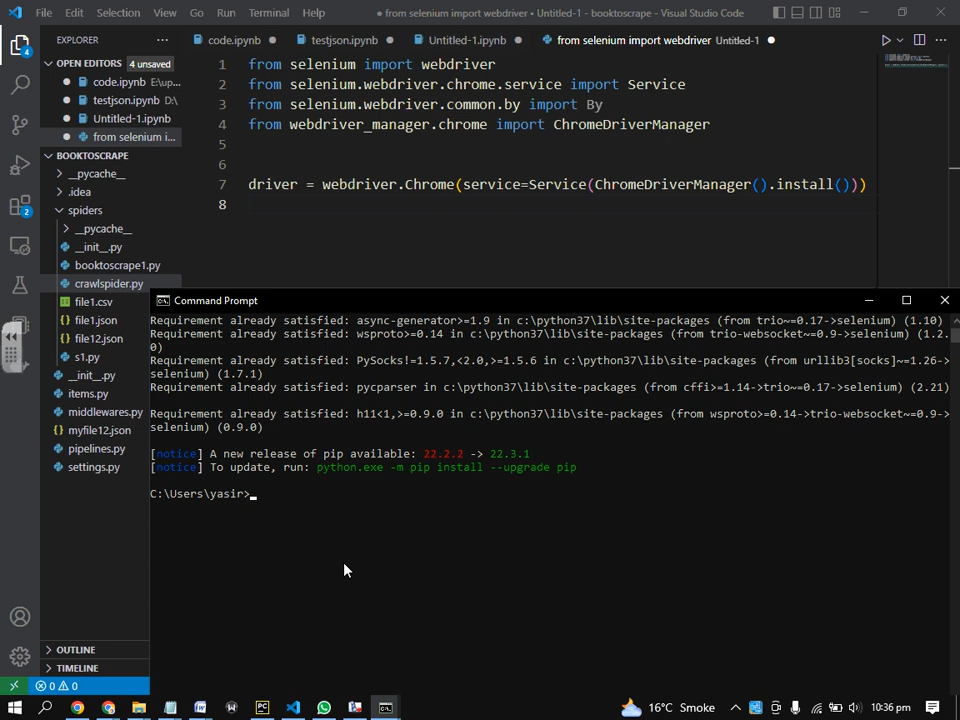 File Edit Selection View Go Run Terminal Help
● from selenium import webdriver • Untitled-1 - booktoscrape - Visual Studio Code
EXPLORER
code.ipynb
testjson.ipynb
Untitled-1.ipynb
from selenium import webdriver Untitled-1
OPEN EDITORS 4 unsaved
code.ipynb E:\up...
testjson.ipynb D:\
Untitled-1.ipynb
from selenium i...
BOOKTOSCRAPE
__pycache__
.idea
spiders
__pycache__
__init__.py
booktoscrape1.py
crawlspider.py
file1.csv
file1.json
file12.json
s1.py
__init__.py
items.py
middlewares.py
myfile12.json
pipelines.py
settings.py
OUTLINE
TIMELINE
0 0
4
2
1 from selenium import webdriver
2 from selenium.webdriver.chrome.service import Service
3 from selenium.webdriver.common.by import By
4 from webdriver_manager.chrome import ChromeDriverManager
5
6
7 driver = webdriver.Chrome(service=Service(ChromeDriverManager().install()))
8
Command Prompt
Requirement already satisfied: async-generator>=1.9 in c:\python37\lib\site-packages (from trio~=0.17->selenium) (1.10)
Requirement already satisfied: wsproto>=0.14 in c:\python37\lib\site-packages (from trio-websocket~=0.9->selenium) (1.2.
0)
Requirement already satisfied: PySocks!=1.5.7,<2.0,>=1.5.6 in c:\python37\lib\site-packages (from urllib3[socks]~=1.26->
selenium) (1.7.1)
Requirement already satisfied: pycparser in c:\python37\lib\site-packages (from cffi>=1.14->trio~=0.17->selenium) (2.21)
Requirement already satisfied: h11<1,>=0.9.0 in c:\python37\lib\site-packages (from wsproto>=0.14->trio-websocket~=0.9->
selenium) (0.9.0)
[notice] A new release of pip available: 22.2.2 -> 22.3.1
[notice] To update, run: python.exe -m pip install --upgrade pip
C:\Users\yasir>
16°C Smoke
10:36 pm